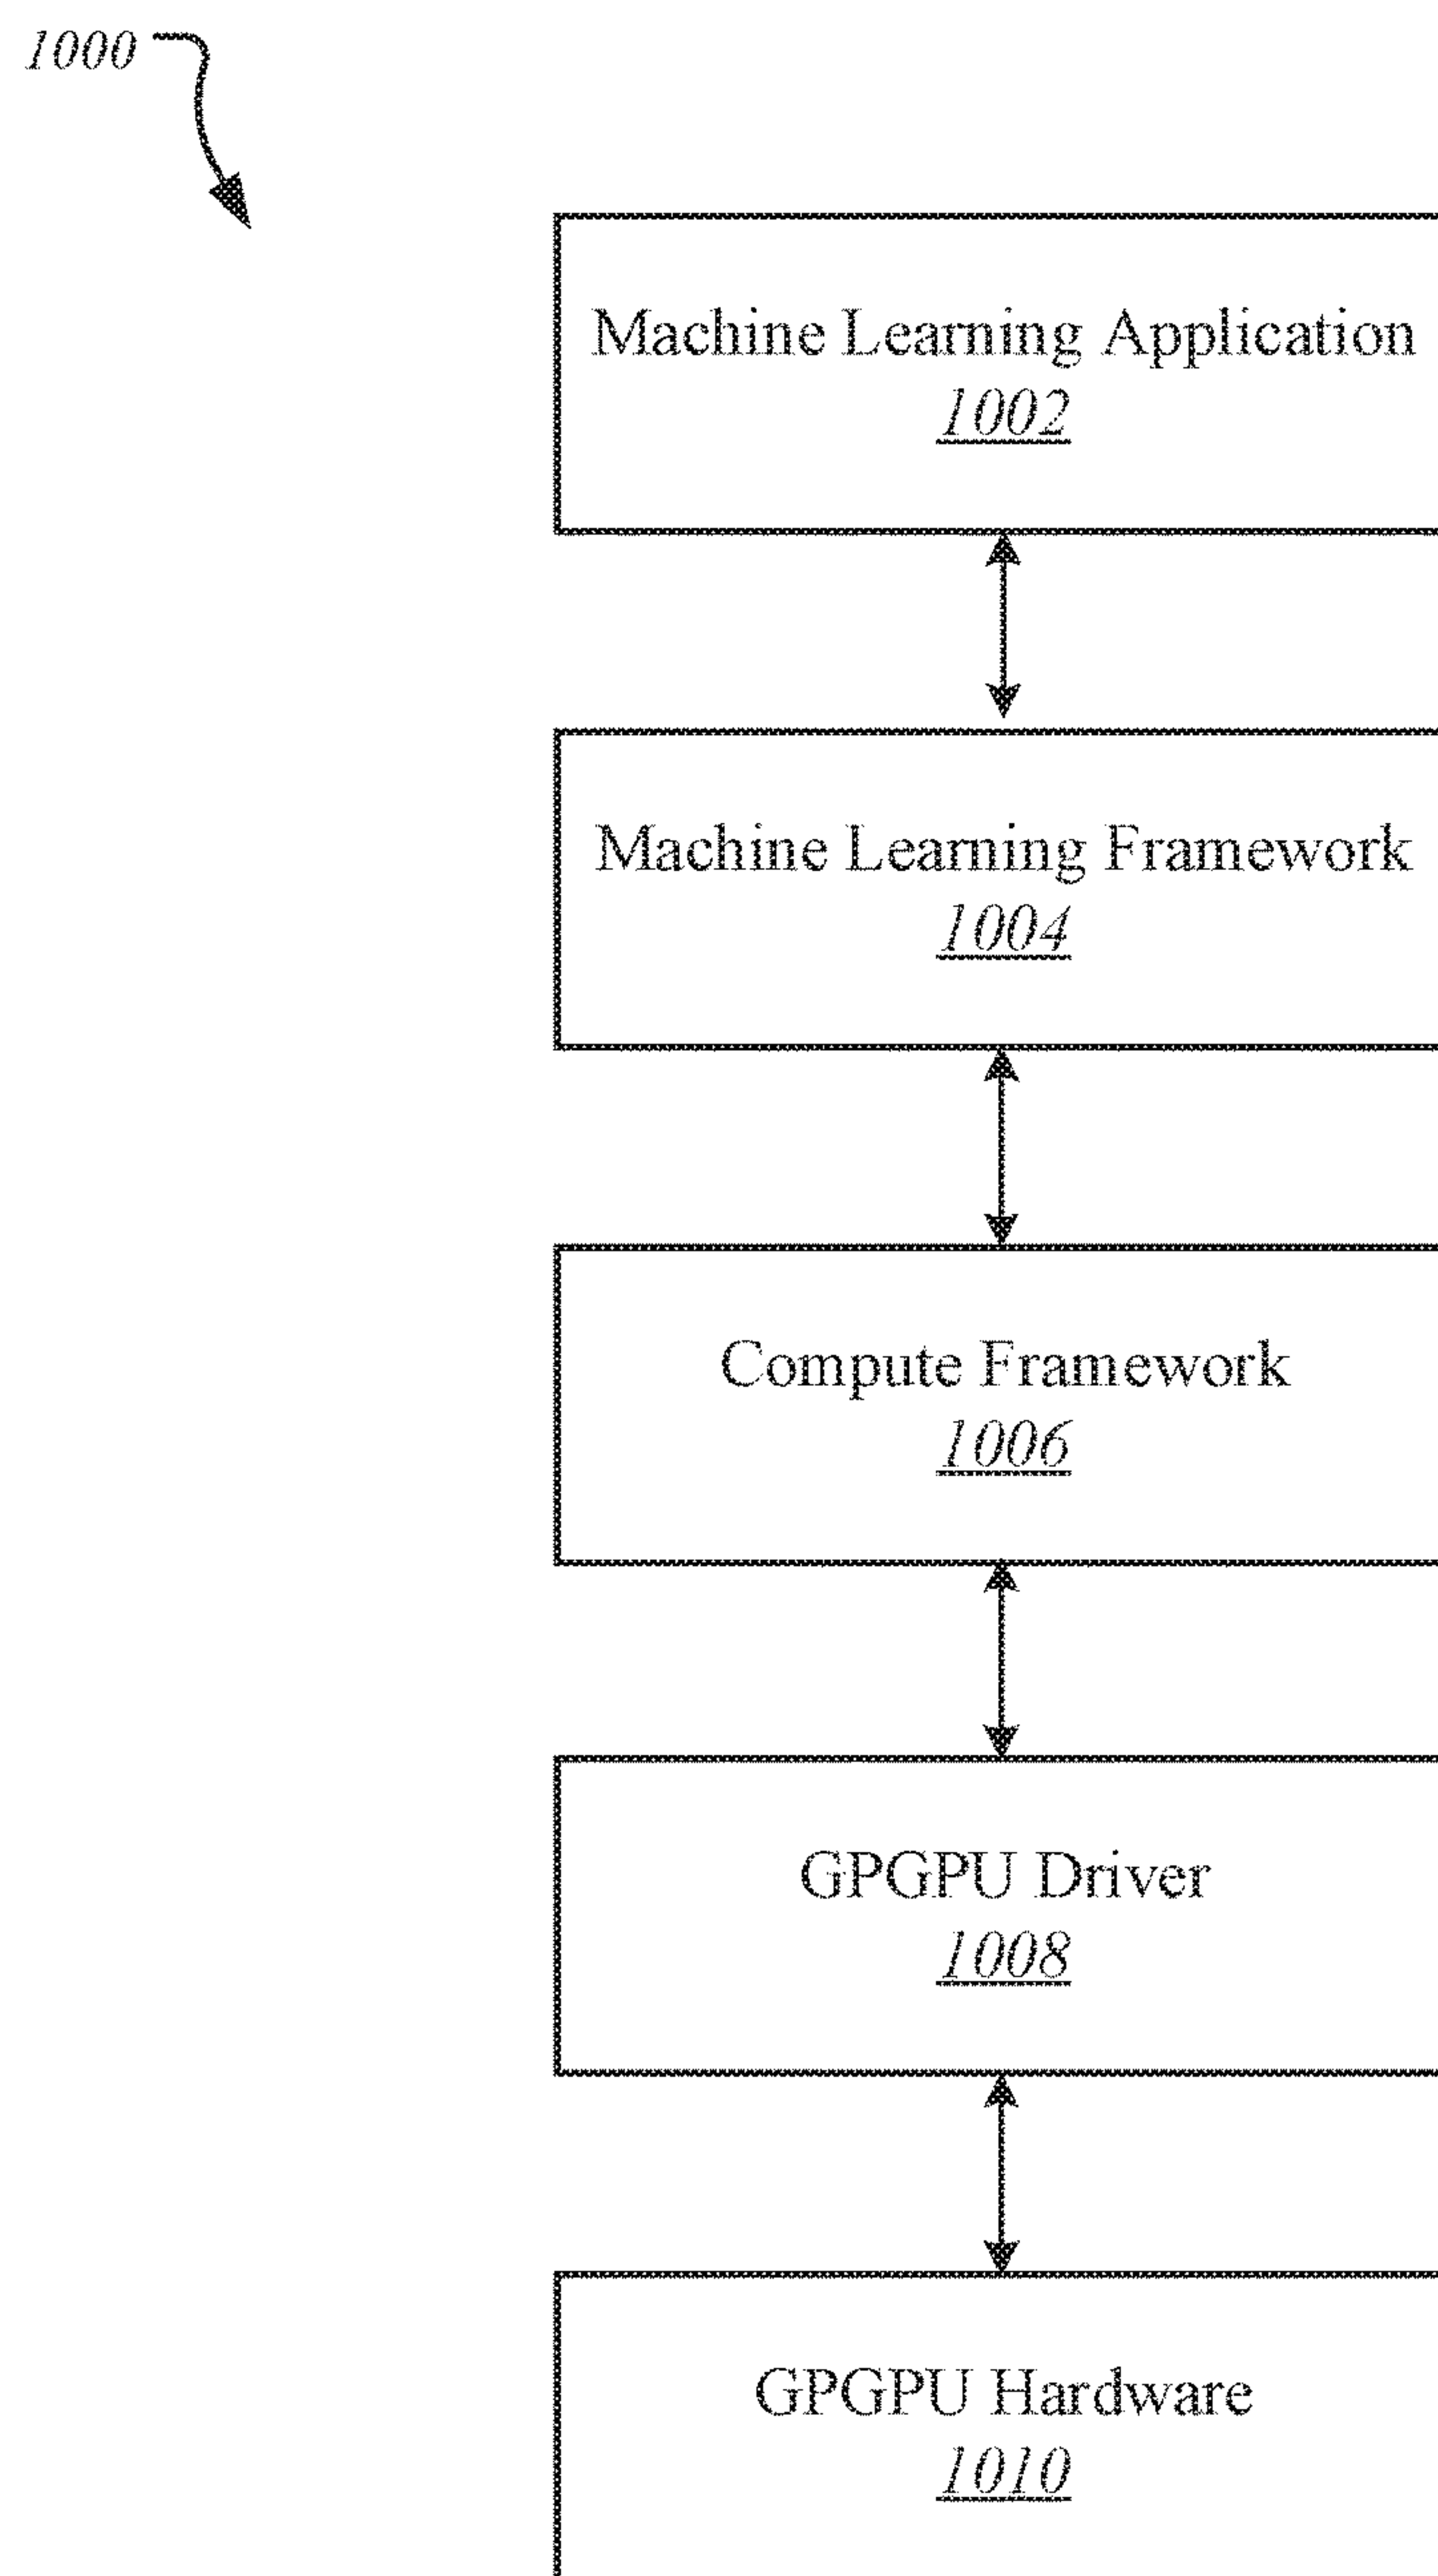 1000
Machine Learning Application
1002
Machine Learning Framework
1004
Compute Framework
1006
GPGPU Driver
1008
GPGPU Hardware
1010